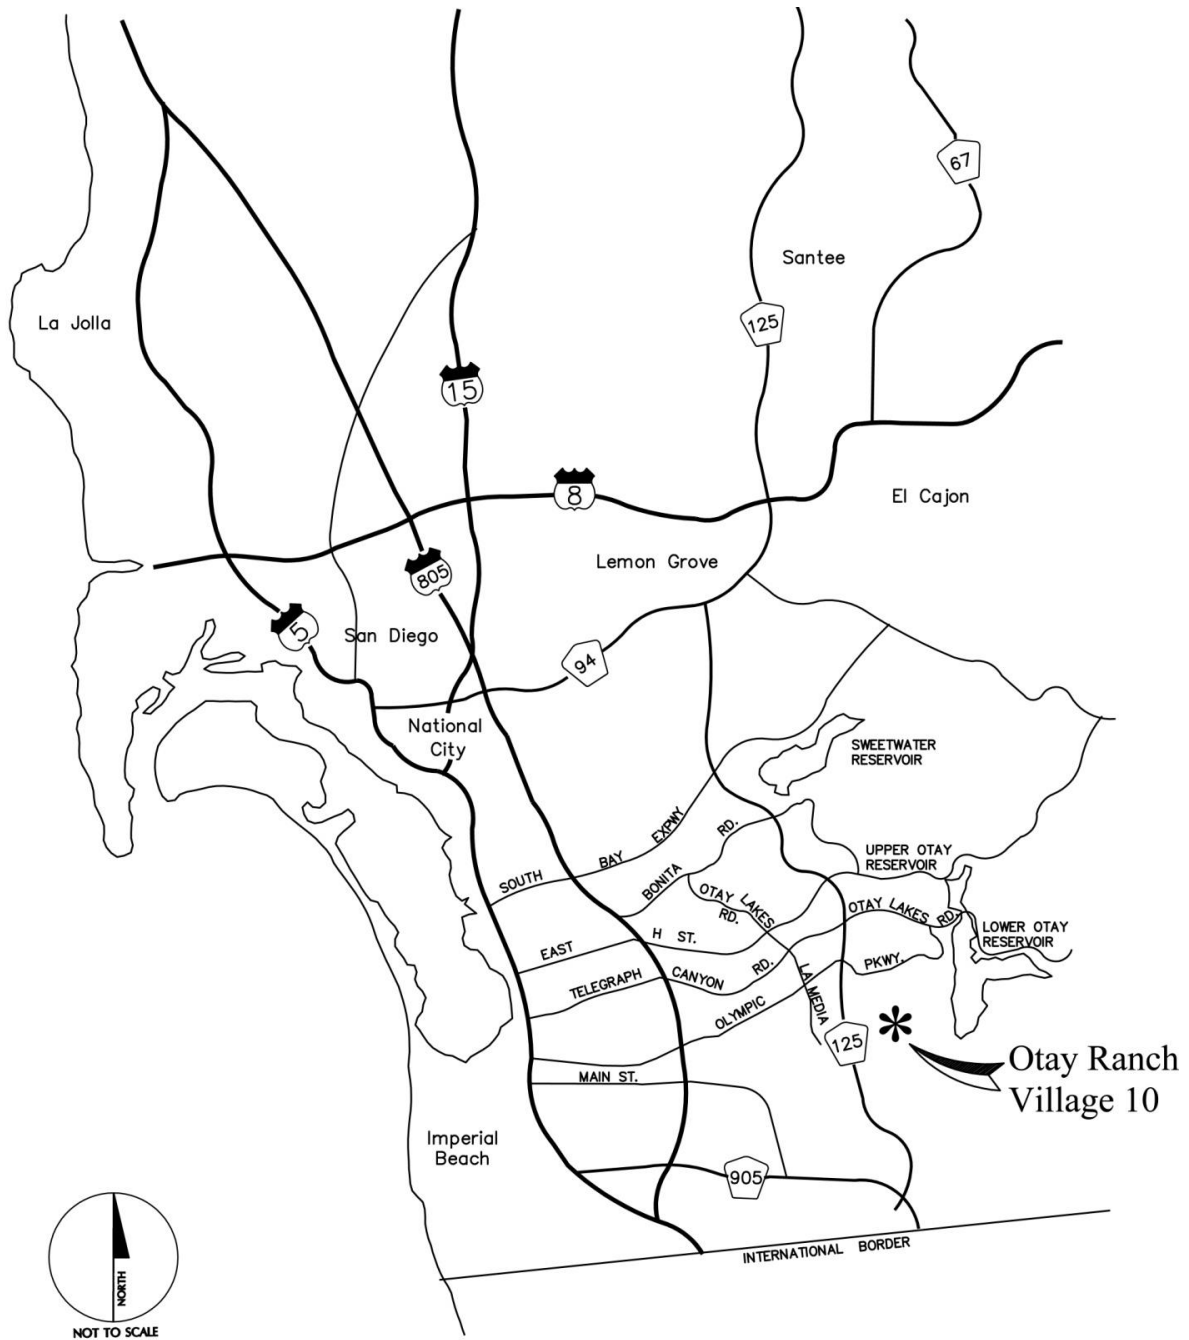 67
Santee
La Jolla
125
15
8
El Cajon
805
Lemon Grove
5
San Diego
94
National
City
SWEETWATER
RESERVOIR
SOUTH BAY EXPWY
BONITA RD.
UPPER OTAY
RESERVOIR
OTAY LAKES
RD.
OTAY LAKES RD.
EAST H ST.
LOWER OTAY
RESERVOIR
TELEGRAPH CANYON RD.
OLYMPIC PKWY.
LA MEDIA
125
*
Otay Ranch
Village 10
MAIN ST.
Imperial
Beach
905
INTERNATIONAL BORDER
NORTH
NOT TO SCALE